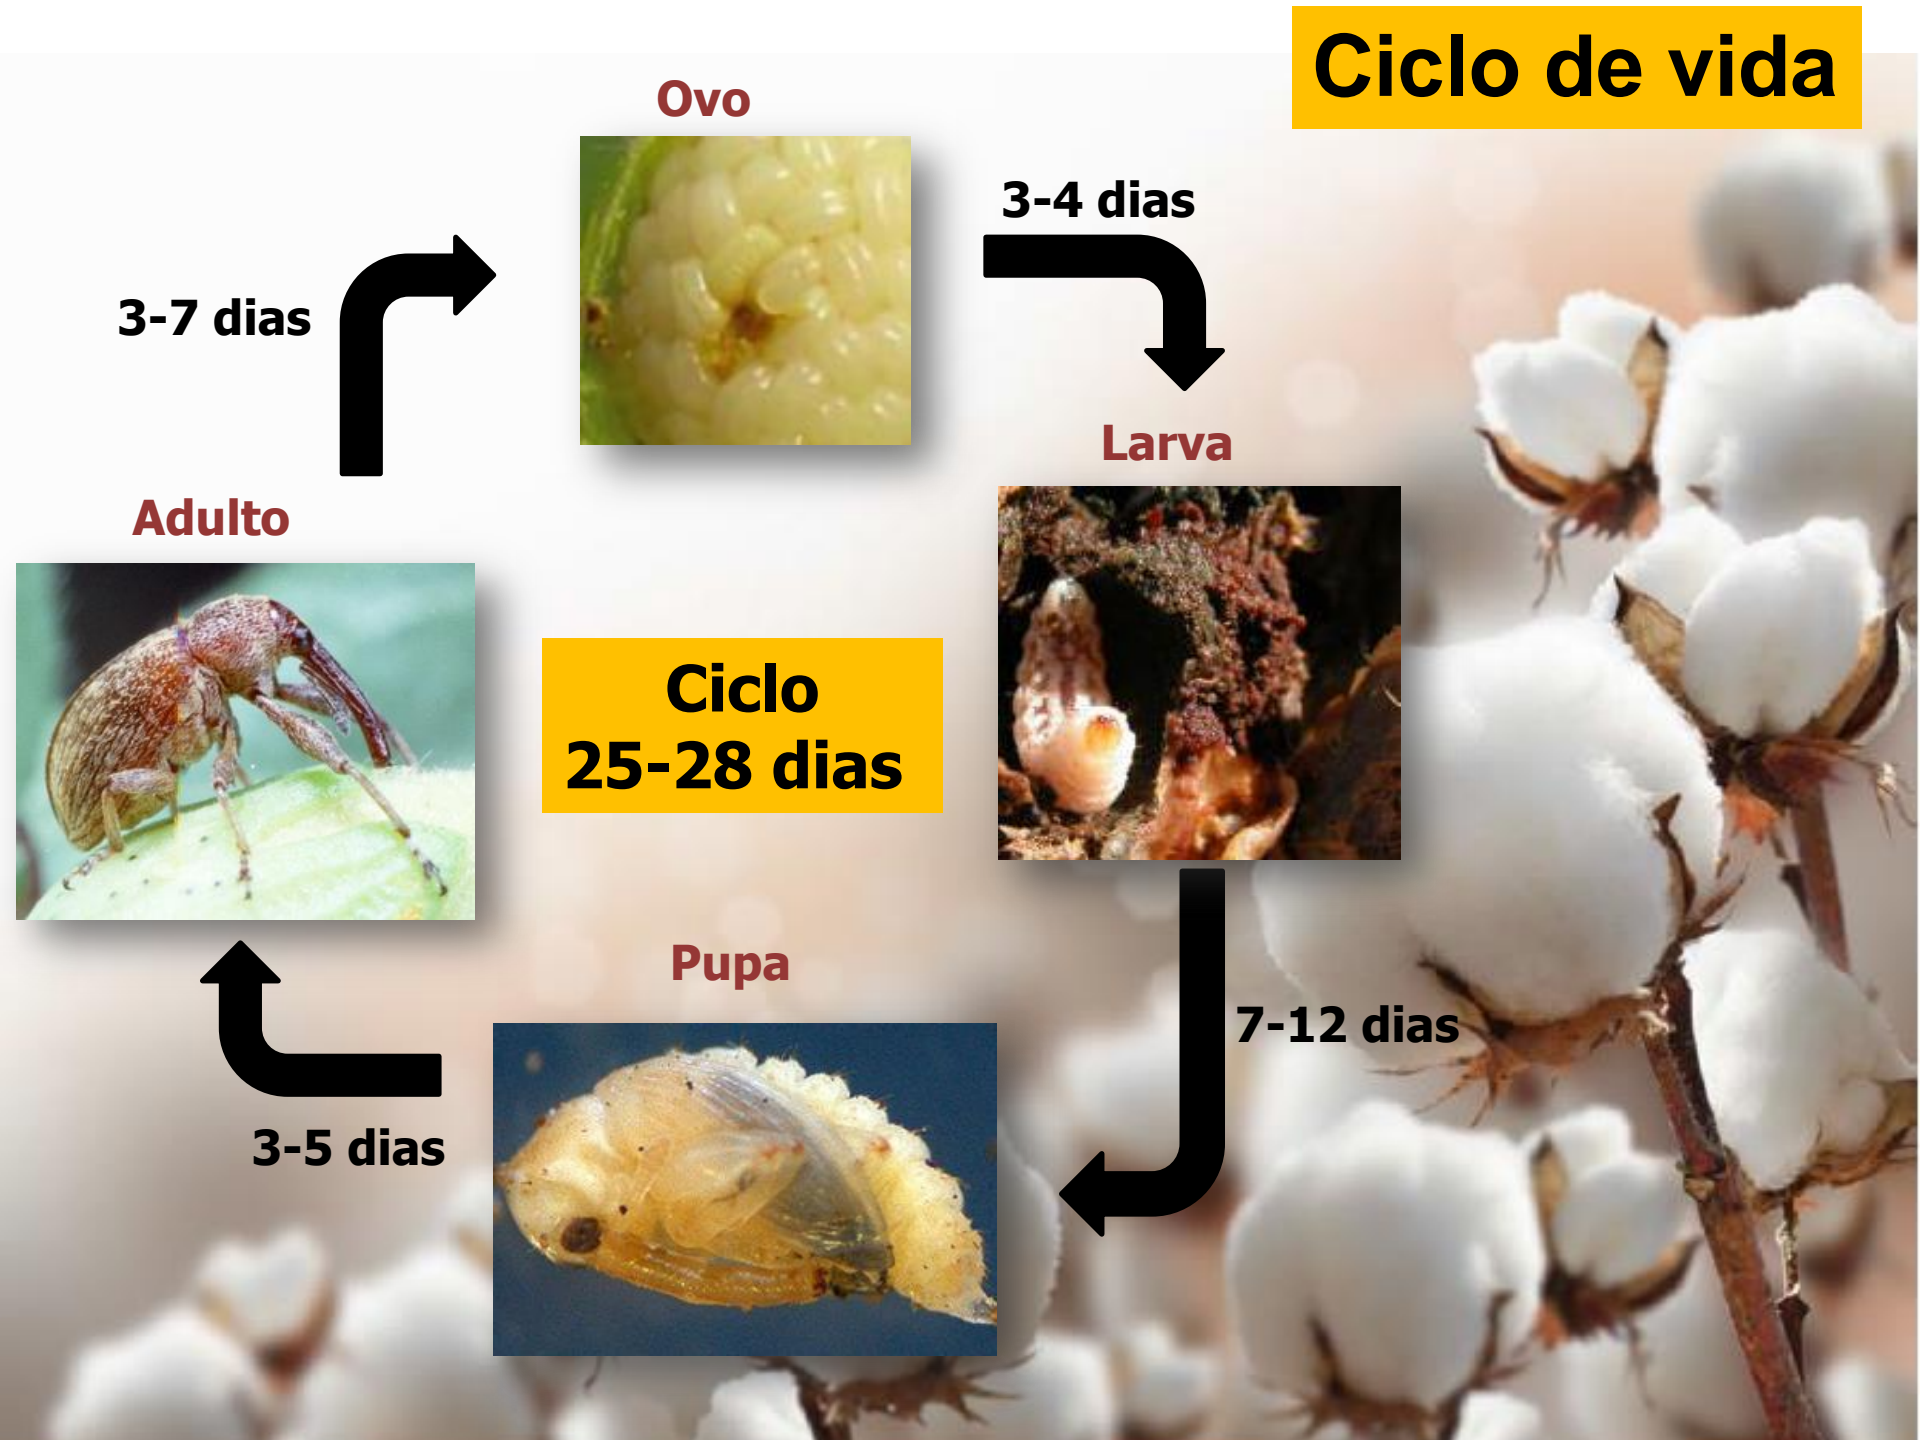 Ciclo de vida
Ovo
3-4 dias
3-7 dias
Larva
Adulto
Ciclo
25-28 dias
Pupa
7-12 dias
3-5 dias